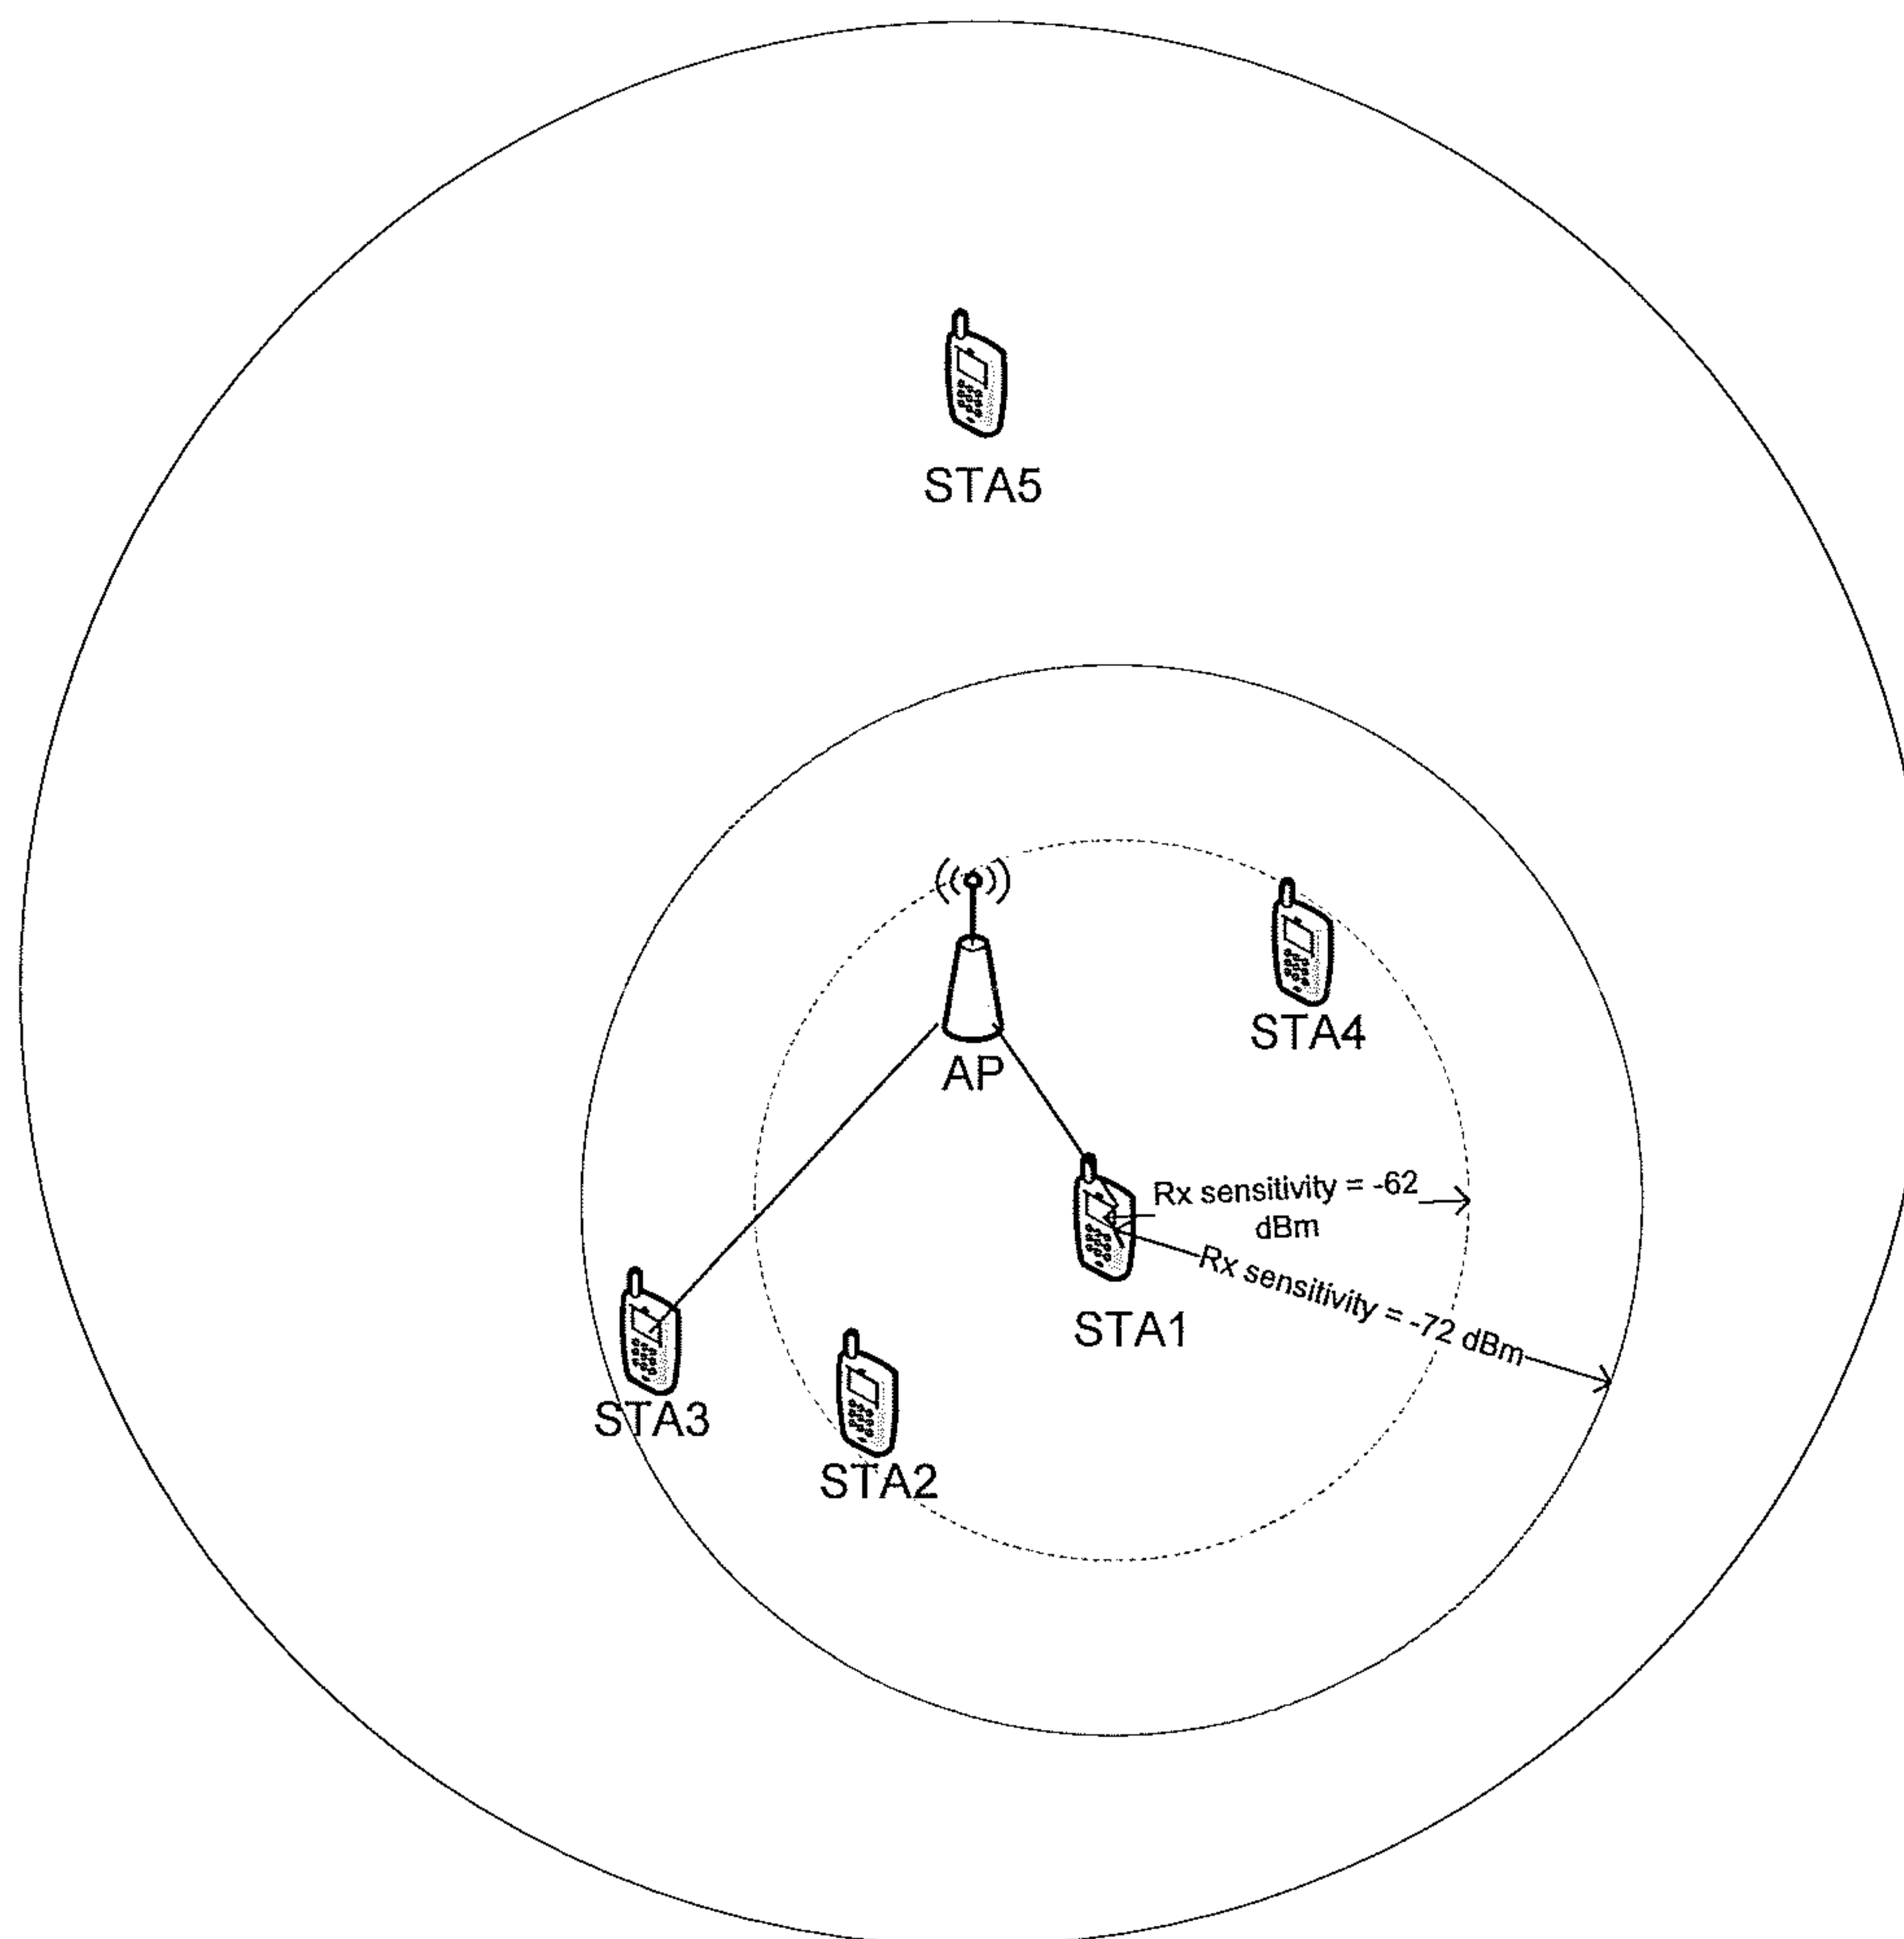 STA5
STA4
AP
Rx sensitivity = -62
dBm
Rx sensitivity = -72 dBm
STA1
STA3
STA2